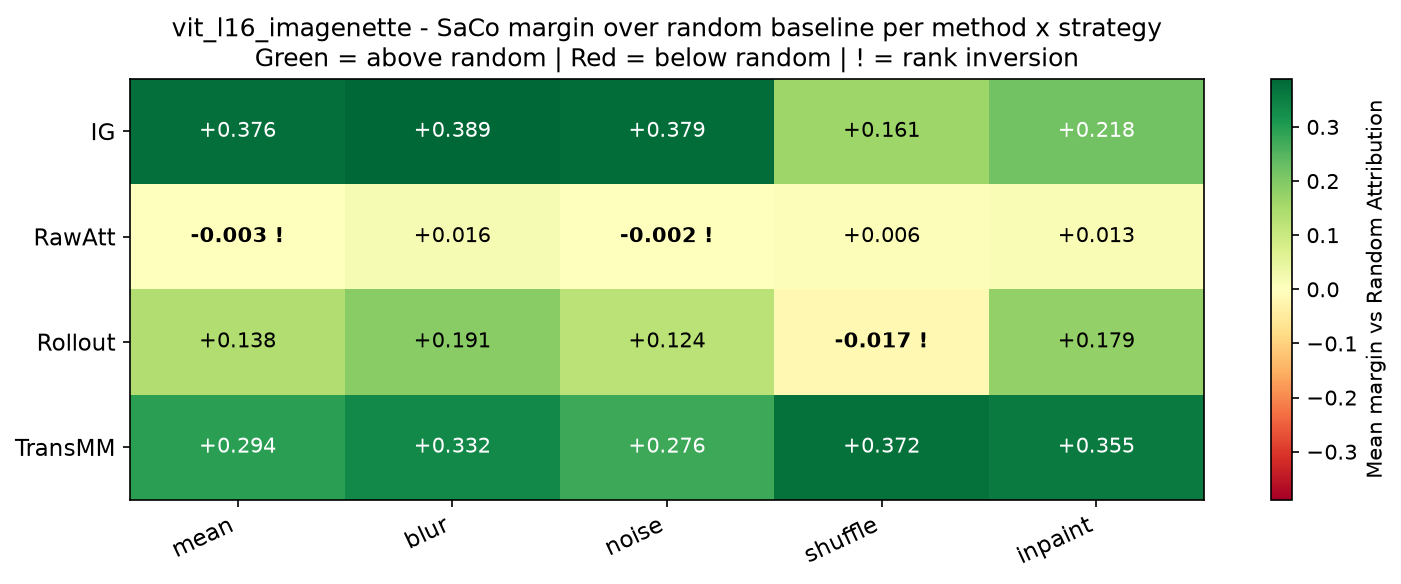 vit_l16_imagenette - SaCo margin over random baseline per method x strategy
Green = above random | Red = below random | ! = rank inversion
IG +0.376 +0.389 +0.379 +0.161 +0.218
RawAtt -0.003 ! +0.016 -0.002 ! +0.006 +0.013
Rollout +0.138 +0.191 +0.124 -0.017 ! +0.179
TransMM +0.294 +0.332 +0.276 +0.372 +0.355
mean blur noise shuffle inpaint
0.3
0.2
0.1
0.0
−0.1
−0.2
−0.3
Mean margin vs Random Attribution